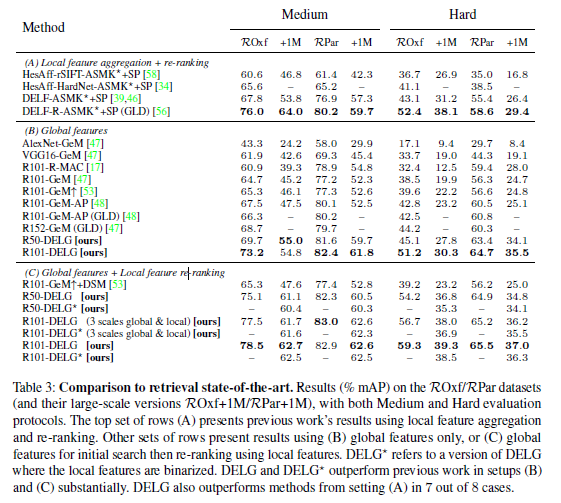 Medium Hard
Method
ROxf +1M RPar +1M ROxf +1M RPar +1M
(A) Local feature aggregation + re-ranking
HesAff-rSIFT-ASMK*+SP [58] 60.6 46.8 61.4 42.3 36.7 26.9 35.0 16.8
HesAff-HardNet-ASMK*+SP [34] 65.6 – 65.2 – 41.1 – 38.5 –
DELF-ASMK*+SP [39,46] 67.8 53.8 76.9 57.3 43.1 31.2 55.4 26.4
DELF-R-ASMK*+SP (GLD) [56] 76.0 64.0 80.2 59.7 52.4 38.1 58.6 29.4
(B) Global features
AlexNet-GeM [47] 43.3 24.2 58.0 29.9 17.1 9.4 29.7 8.4
VGG16-GeM [47] 61.9 42.6 69.3 45.4 33.7 19.0 44.3 19.1
R101-R-MAC [17] 60.9 39.3 78.9 54.8 32.4 12.5 59.4 28.0
R101-GeM [47] 64.7 45.2 77.2 52.3 38.5 19.9 56.3 24.7
R101-GeM↑ [53] 65.3 46.1 77.3 52.6 39.6 22.2 56.6 24.8
R101-GeM-AP [48] 67.5 47.5 80.1 52.5 42.8 23.2 60.5 25.1
R101-GeM-AP (GLD) [48] 66.3 – 80.2 – 42.5 – 60.8 –
R152-GeM (GLD) [47] 68.7 – 79.7 – 44.2 – 60.3 –
R50-DELG [ours] 69.7 55.0 81.6 59.7 45.1 27.8 63.4 34.1
R101-DELG [ours] 73.2 54.8 82.4 61.8 51.2 30.3 64.7 35.5
(C) Global features + Local feature re-ranking
R101-GeM↑+DSM [53] 65.3 47.6 77.4 52.8 39.2 23.2 56.2 25.0
R50-DELG [ours] 75.1 61.1 82.3 60.5 54.2 36.8 64.9 34.8
R50-DELG* [ours] – 60.4 – 60.3 – 35.3 – 34.1
R101-DELG (3 scales global & local) [ours] 77.5 61.7 83.0 62.6 56.7 38.0 65.2 36.2
R101-DELG* (3 scales global & local) [ours] – 61.6 – 62.3 – 36.9 – 35.5
R101-DELG [ours] 78.5 62.7 82.9 62.6 59.3 39.3 65.5 37.0
R101-DELG* [ours] – 62.5 – 62.5 – 38.5 – 36.3
Table 3: Comparison to retrieval state-of-the-art. Results (% mAP) on the ROxf/RPar datasets
(and their large-scale versions ROxf+1M/RPar+1M), with both Medium and Hard evaluation
protocols. The top set of rows (A) presents previous work's results using local feature aggregation
and re-ranking. Other sets of rows present results using (B) global features only, or (C) global
features for initial search then re-ranking using local features. DELG* refers to a version of DELG
where the local features are binarized. DELG and DELG* outperform previous work in setups (B)
and (C) substantially. DELG also outperforms methods from setting (A) in 7 out of 8 cases.